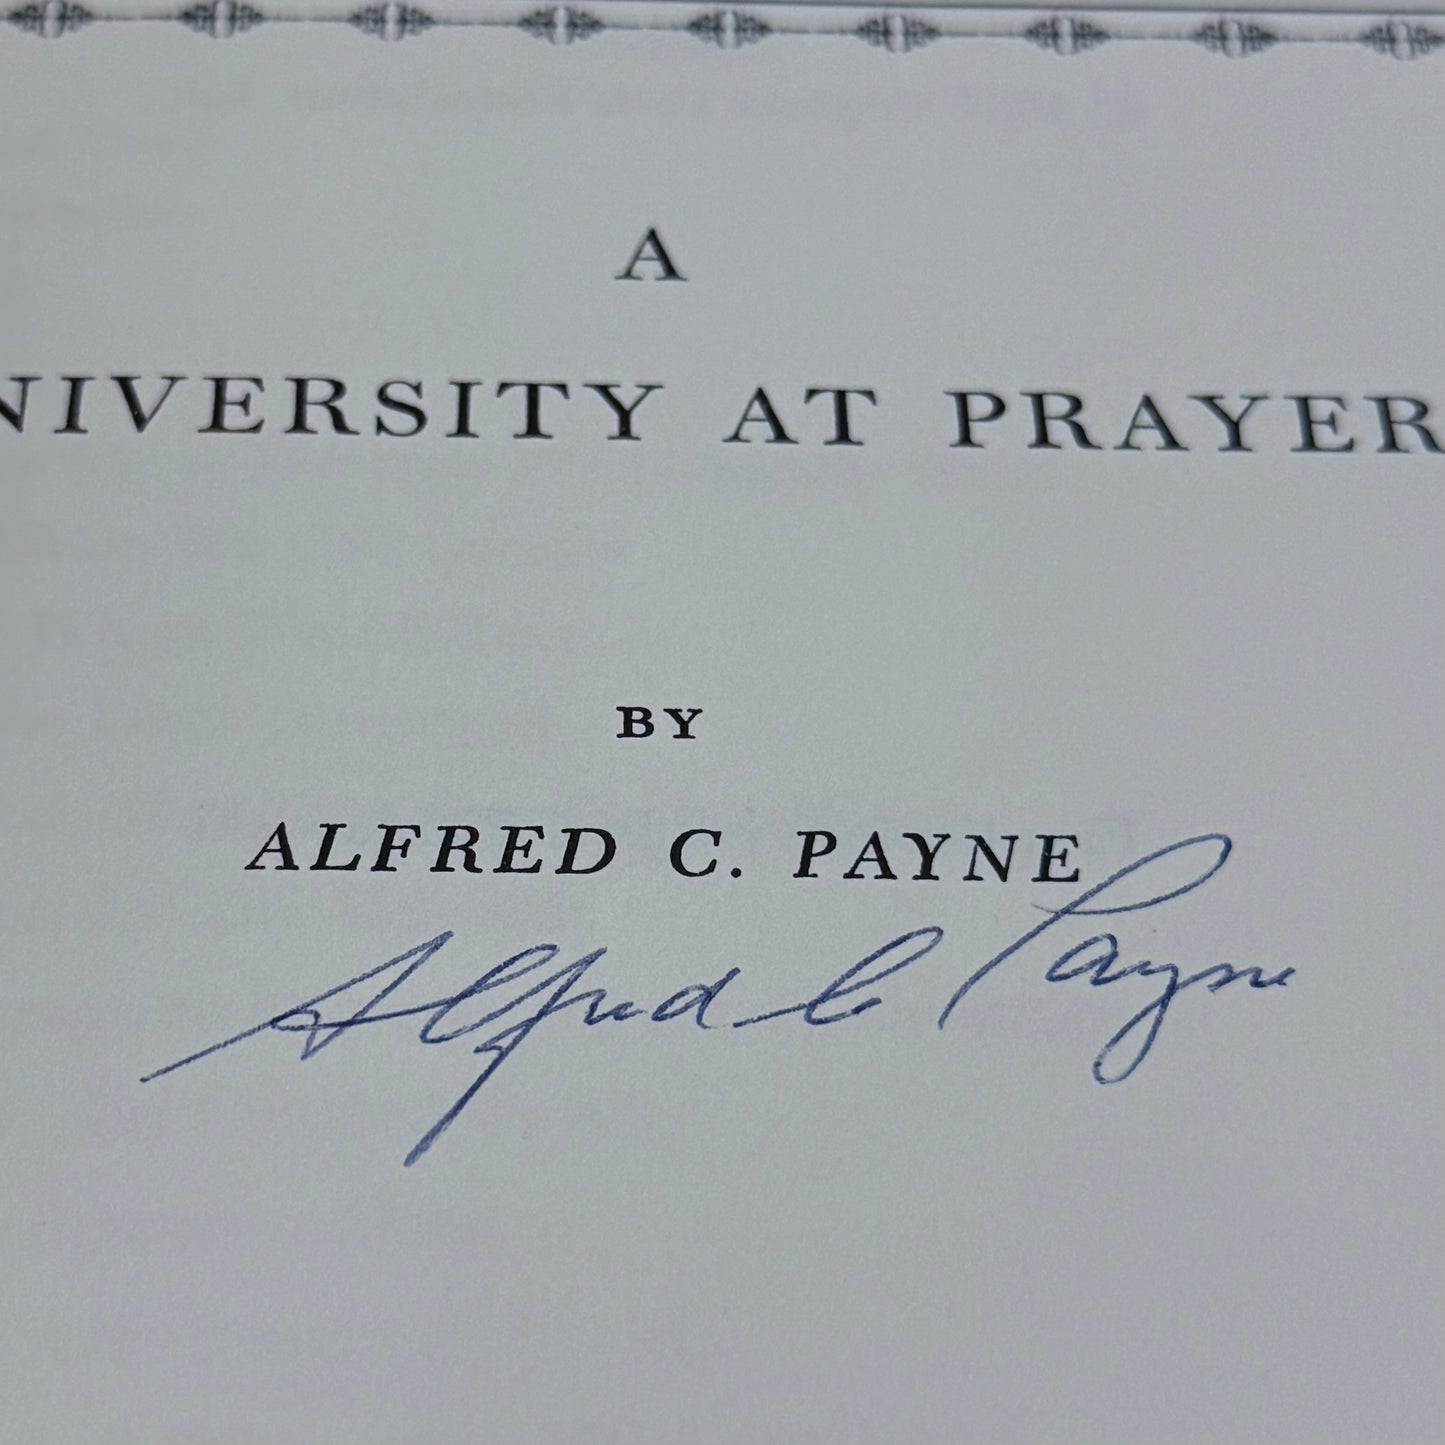 A
NIVERSITY AT PRAYER
BY
ALFRED C. PAYNE
Alfred C Payne